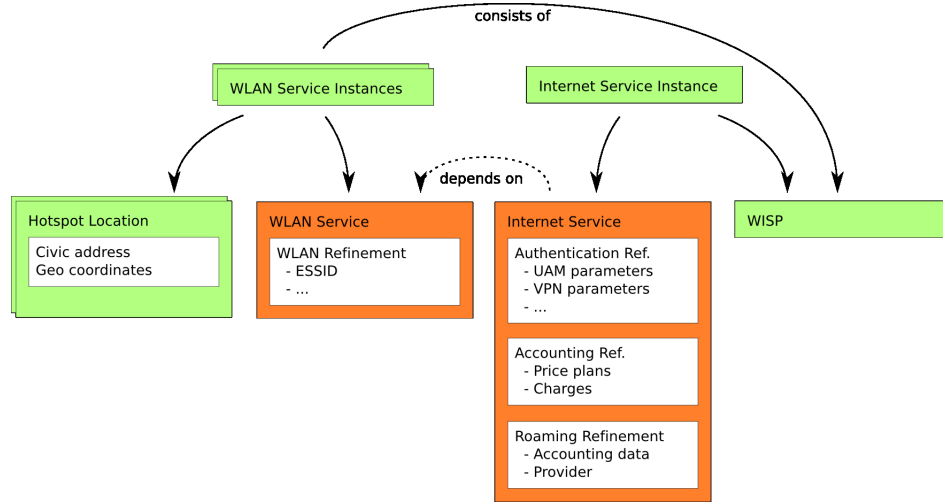 consists of
WLAN Service Instances
Internet Service Instance
depends on
Hotspot Location
Civic address
Geo coordinates
WLAN Service
WLAN Refinement
- ESSID
- ...
Internet Service
Authentication Ref.
- UAM parameters
- VPN parameters
- ...
Accounting Ref.
- Price plans
- Charges
Roaming Refinement
- Accounting data
- Provider
WISP